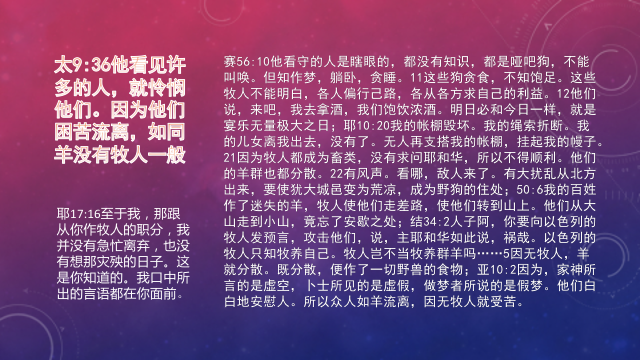 太9:36他看见许
多的人，就怜悯
他们。因为他们
困苦流离，如同
羊没有牧人一般
耶17:16至于我，那跟
从你作牧人的职分，我
并没有急忙离弃，也没
有想那灾殃的日子。这
是你知道的。我口中所
出的言语都在你面前。
赛56:10他看守的人是瞎眼的，都没有知识，都是哑吧狗，不能
叫唤。但知作梦，躺卧，贪睡。11这些狗贪食，不知饱足。这些
牧人不能明白，各人偏行己路，各从各方求自己的利益。12他们
说，来吧，我去拿酒，我们饱饮浓酒。明日必和今日一样，就是
宴乐无量极大之日；耶10:20我的帐棚毁坏。我的绳索折断。我
的儿女离我出去，没有了。无人再支搭我的帐棚，挂起我的幔子。
21因为牧人都成为畜类，没有求问耶和华，所以不得顺利。他们
的羊群也都分散。22有风声。看哪，敌人来了。有大扰乱从北方
出来，要使犹大城邑变为荒凉，成为野狗的住处；50:6我的百姓
作了迷失的羊，牧人使他们走差路，使他们转到山上。他们从大
山走到小山，竟忘了安歇之处；结34:2人子阿，你要向以色列的
牧人发预言，攻击他们，说，主耶和华如此说，祸哉。以色列的
牧人只知牧养自己。牧人岂不当牧养群羊吗……5因无牧人，羊
就分散。既分散，便作了一切野兽的食物；亚10:2因为，家神所
言的是虚空，卜士所见的是虚假，做梦者所说的是假梦。他们白
白地安慰人。所以众人如羊流离，因无牧人就受苦。